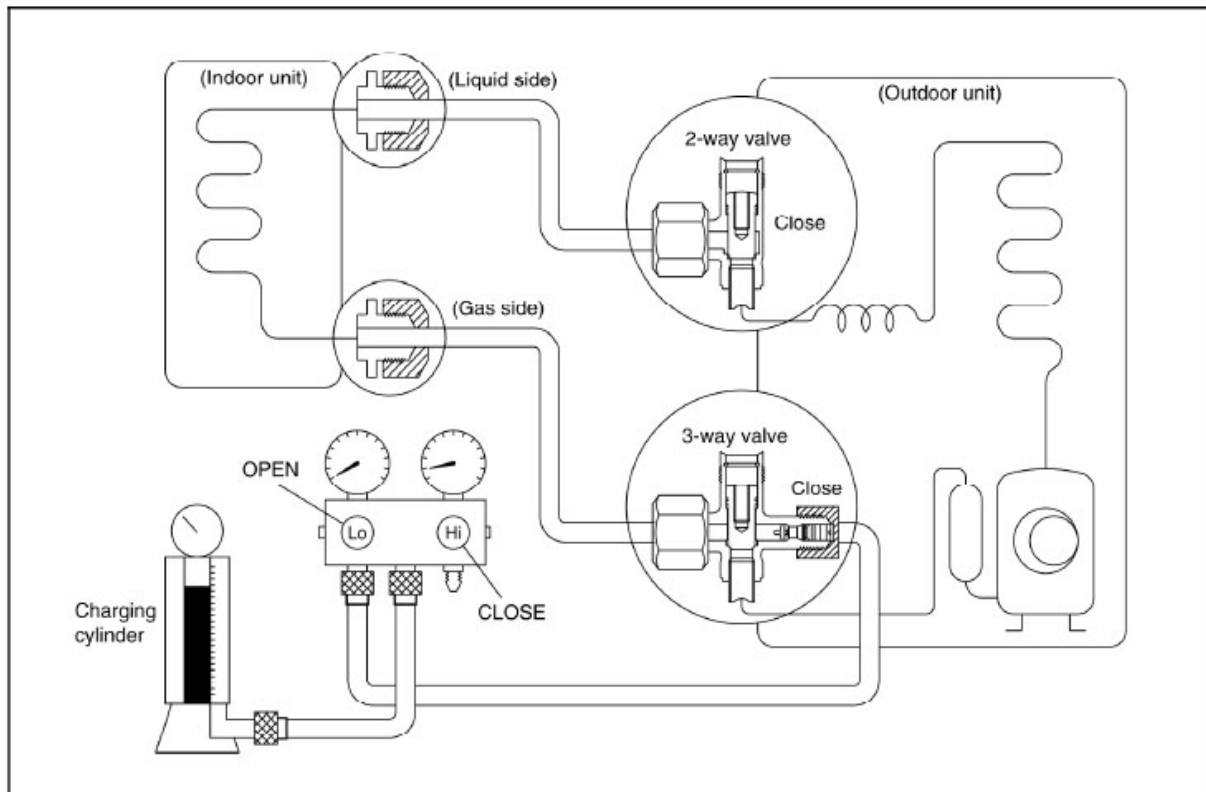 (Indoor unit)
(Liquid side)
(Outdoor unit)
2-way valve
Close
(Gas side)
3-way valve
Close
OPEN
Lo
Hi
CLOSE
Charging
cylinder